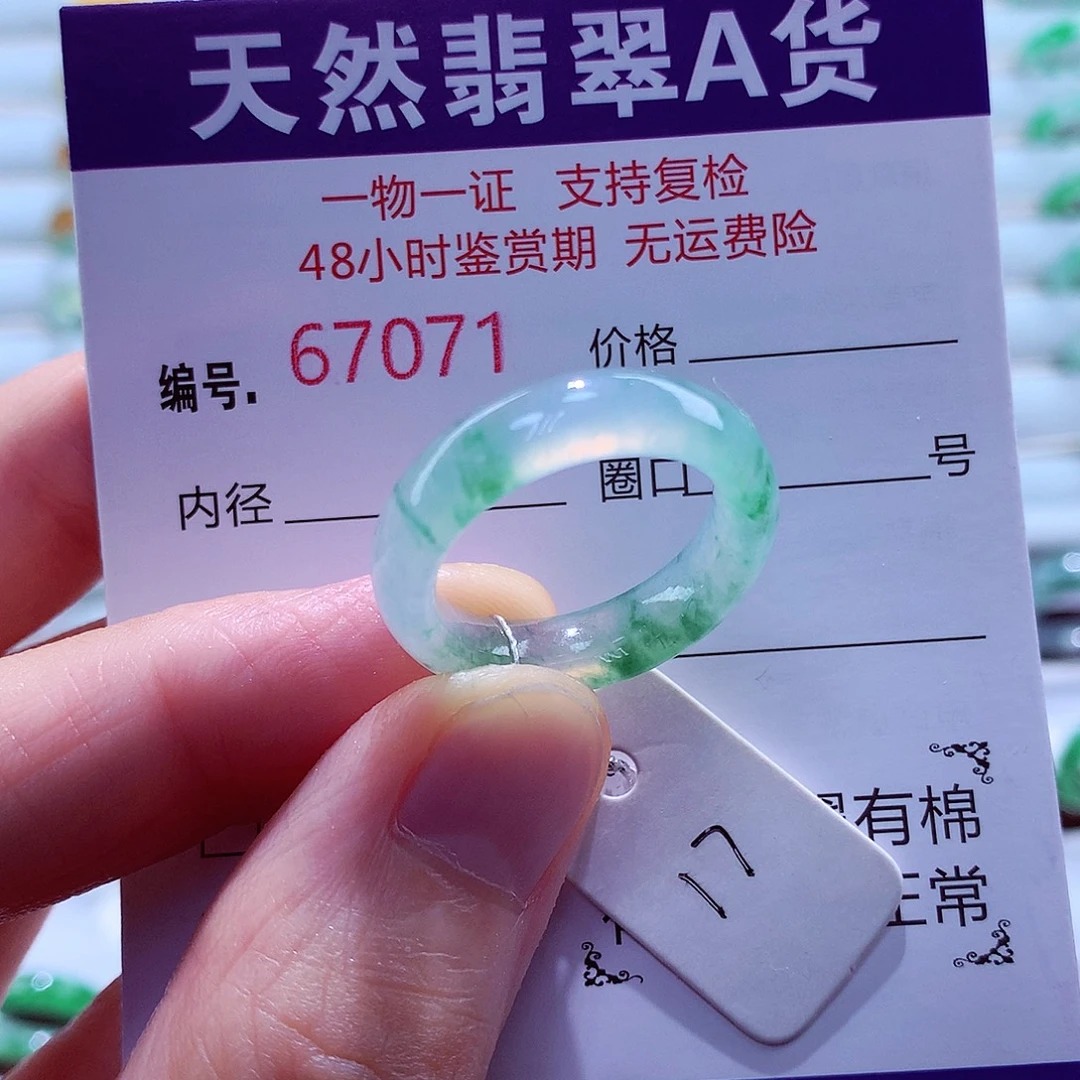 天然翡翠A货
一物一证 支持复检
48小时鉴赏期 无运费险
编号. 67071 价格
内径 圈口 号
有棉
正常
17